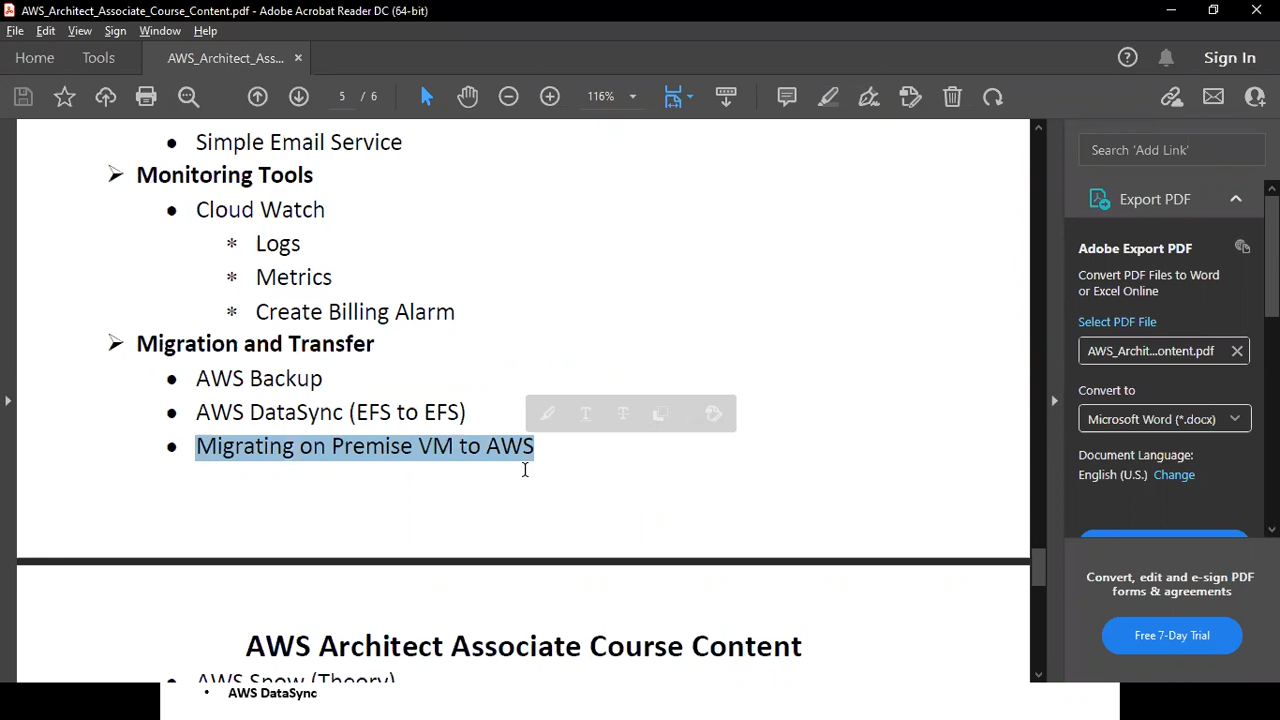 AWS_Architect_Associate_Course_Content.pdf - Adobe Acrobat Reader DC (64-bit)
File Edit View Sign Window Help
Home Tools AWS_Architect_Ass... × Sign In
5 / 6 116%
• Simple Email Service
➢ Monitoring Tools
• Cloud Watch
* Logs
* Metrics
* Create Billing Alarm
➢ Migration and Transfer
• AWS Backup
• AWS DataSync (EFS to EFS)
• Migrating on Premise VM to AWS
AWS Architect Associate Course Content
AWS Snow (Theory)
• AWS DataSync
Search 'Add Link'
Export PDF
Adobe Export PDF
Convert PDF Files to Word
or Excel Online
Select PDF File
AWS_Archit...ontent.pdf
Convert to
Microsoft Word (*.docx)
Document Language:
English (U.S.) Change
Convert, edit and e-sign PDF
forms & agreements
Free 7-Day Trial